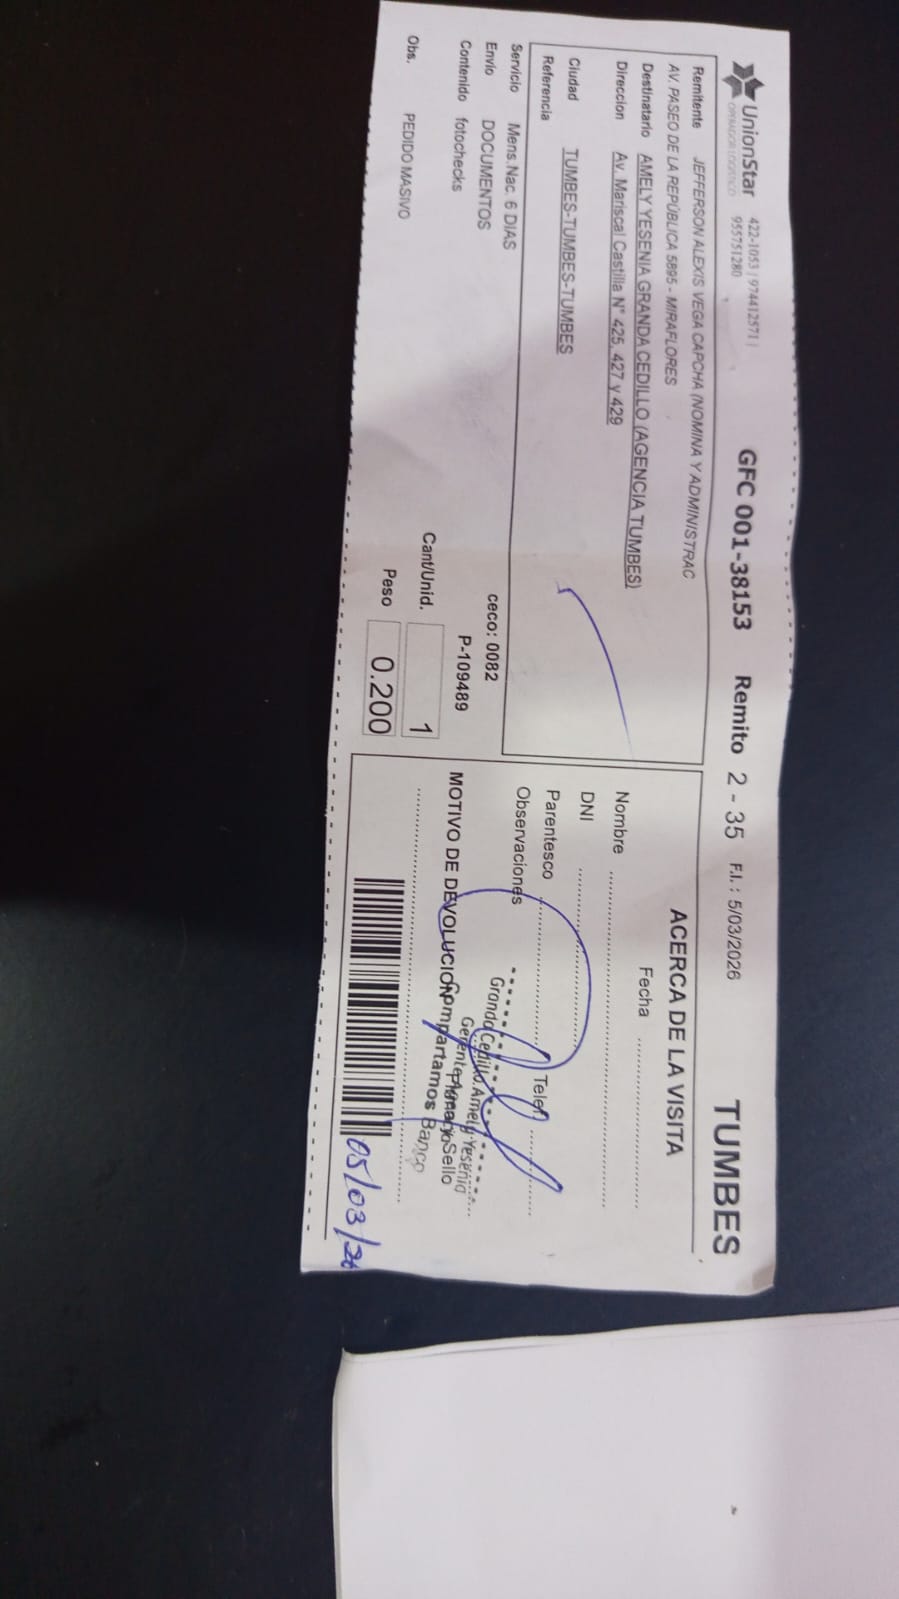 UnionStar
OPERADOR LOGÍSTICO
422-1053 | 974412571 |
955751280
GFC 001-38153 Remito 2 - 35 F.I. : 5/03/2026 TUMBES
Remitente JEFFERSON ALEXIS VEGA CAPCHA (NOMINA Y ADMINISTRAC
AV. PASEO DE LA REPÚBLICA 5895 - MIRAFLORES
Destinatario AMELY YESENIA GRANDA CEDILLO (AGENCIA TUMBES)
Direccion Av. Mariscal Castilla N° 425, 427 y 429
Ciudad TUMBES-TUMBES-TUMBES
Referencia
Servicio Mens.Nac. 6 DIAS
Envio DOCUMENTOS
Contenido fotochecks
Obs. PEDIDO MASIVO
ceco: 0082
P-109489
Cant/Unid. 1
Peso 0.200
ACERCA DE LA VISITA
Fecha
Nombre
DNI
Parentesco Telef.
Observaciones
Granda Cedillo Amely Yesenia
Gerente
Sello
Compartamos Banco
MOTIVO DE DEVOLUCION
05/03/26